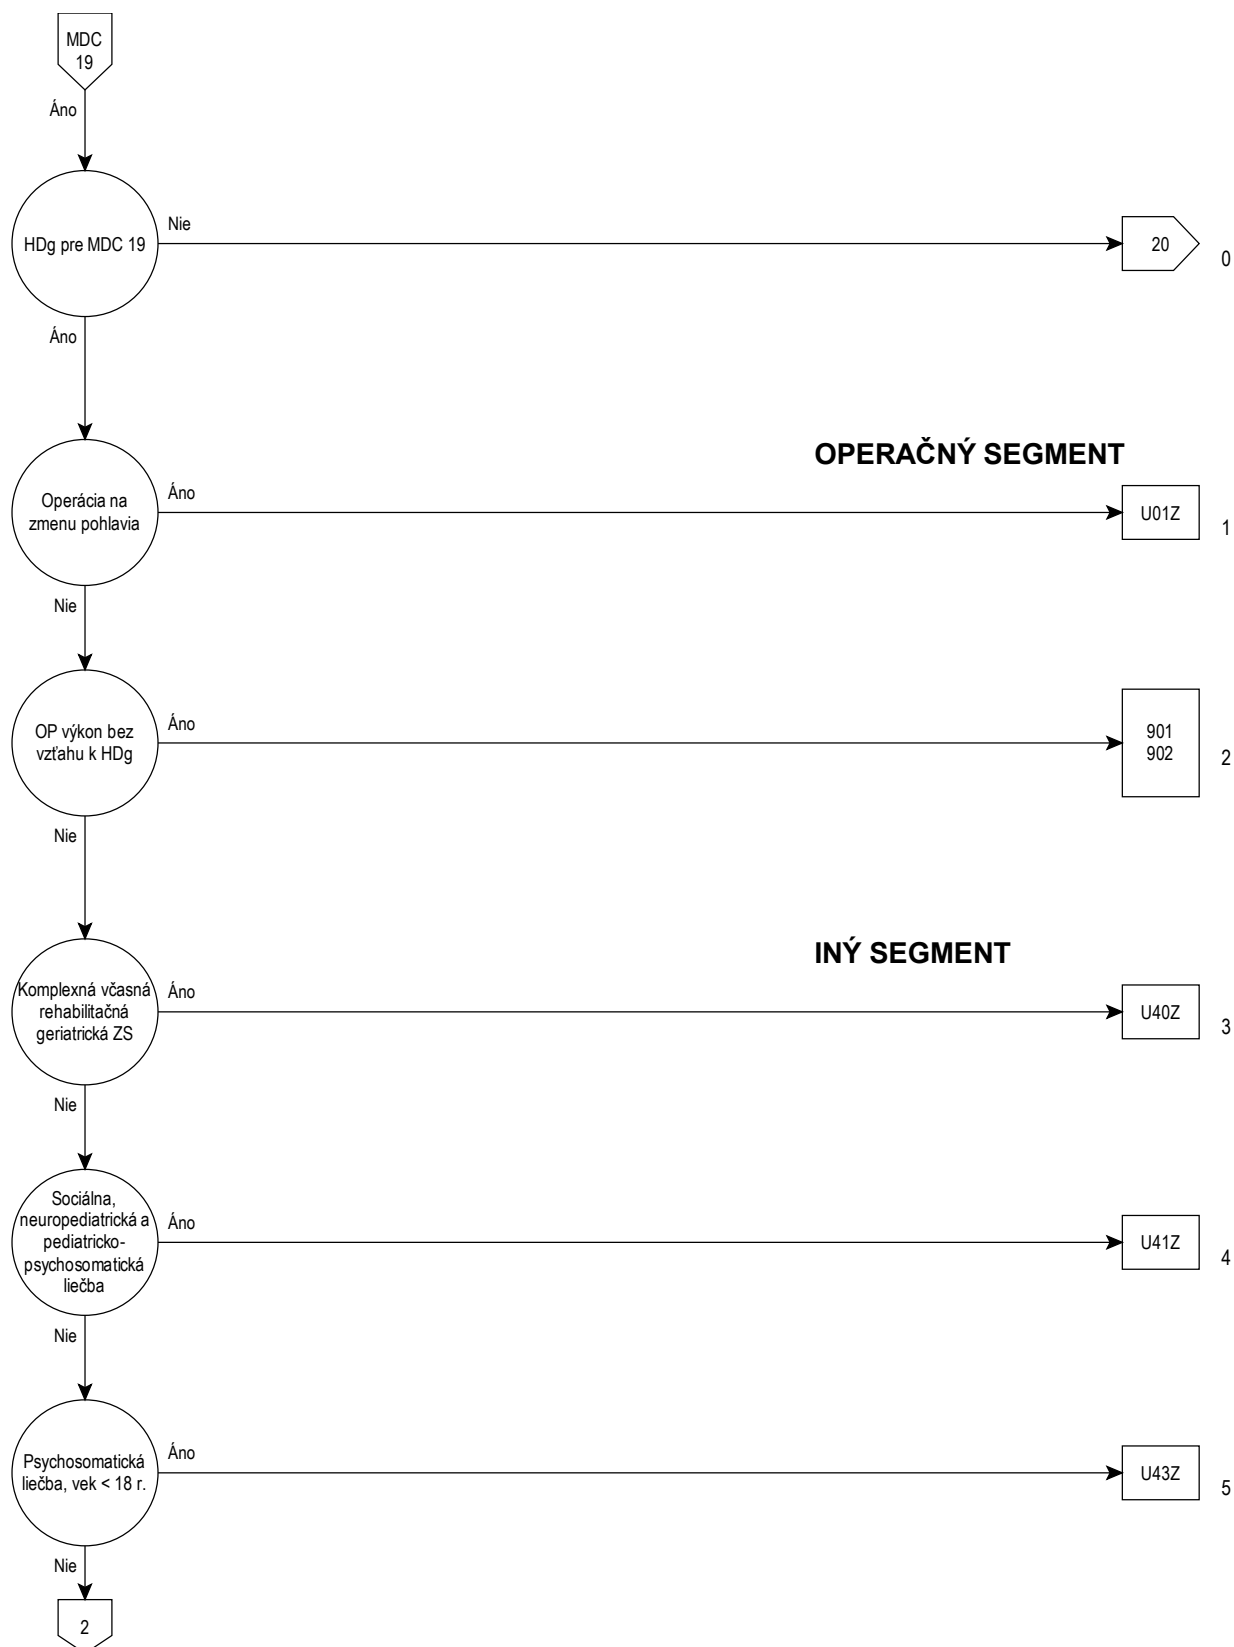 MDC
19
Áno
HDg pre MDC 19
Nie
20
0
Áno
OPERAČNÝ SEGMENT
Operácia na
zmenu pohlavia
Áno
U01Z
1
Nie
OP výkon bez
vzťahu k HDg
Áno
901
902
2
Nie
INÝ SEGMENT
Komplexná včasná
rehabilitačná
geriatrická ZS
Áno
U40Z
3
Nie
Sociálna,
neuropediatrická a
pediatricko-
psychosomatická
liečba
Áno
U41Z
4
Nie
Psychosomatická
liečba, vek < 18 r.
Áno
U43Z
5
Nie
2